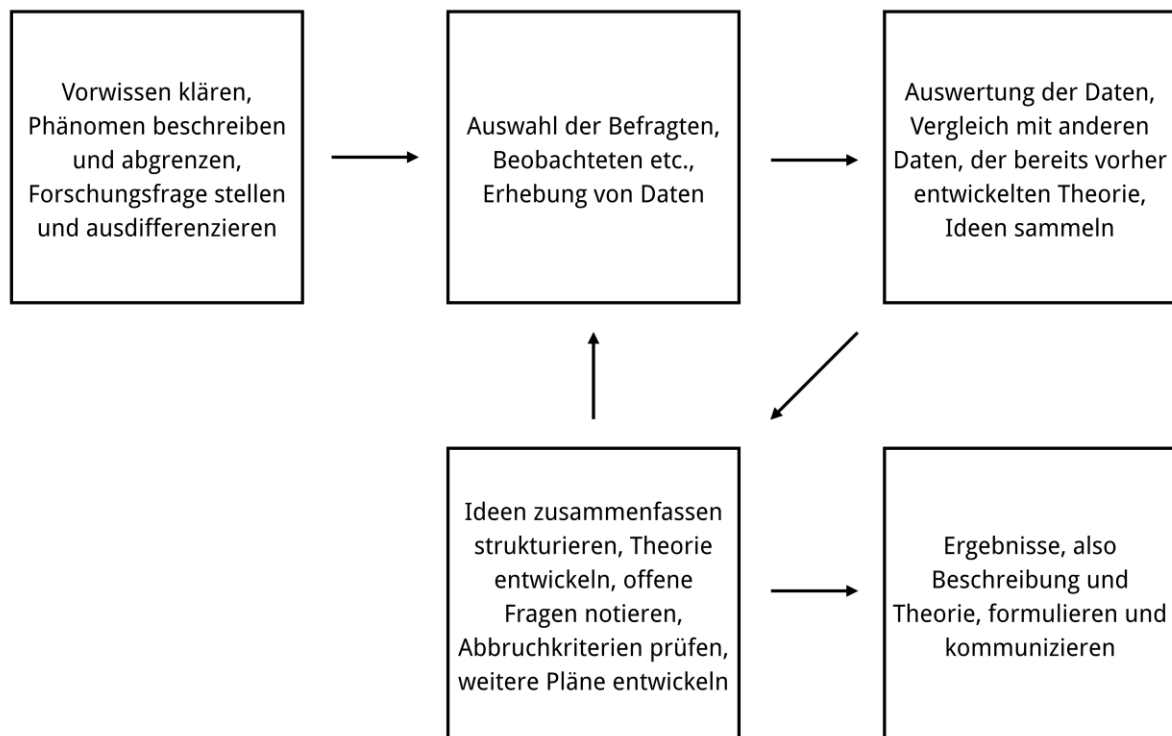 Vorwissen klären,
Phänomen beschreiben
und abgrenzen,
Forschungsfrage stellen
und ausdifferenzieren
Auswahl der Befragten,
Beobachteten etc.,
Erhebung von Daten
Auswertung der Daten,
Vergleich mit anderen
Daten, der bereits vorher
entwickelten Theorie,
Ideen sammeln
Ideen zusammenfassen
strukturieren, Theorie
entwickeln, offene
Fragen notieren,
Abbruchkriterien prüfen,
weitere Pläne entwickeln
Ergebnisse, also
Beschreibung und
Theorie, formulieren und
kommunizieren